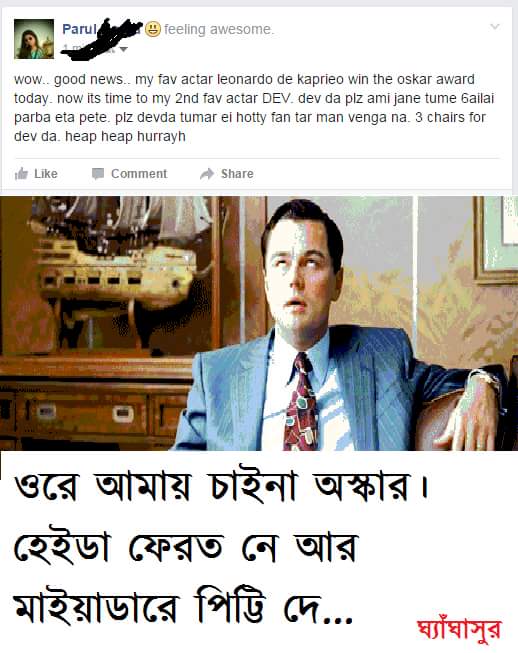 Parul feeling awesome.
wow.. good news.. my fav actar leonardo de kaprieo win the oskar award
today. now its time to my 2nd fav actar DEV. dev da plz ami jane tume 6ailai
parba eta pete. plz devda tumar ei hotty fan tar man venga na. 3 chairs for
dev da. heap heap hurrayh
Like Comment Share
ওরে আমায় চাইনা অস্কার।
হেইডা ফেরত নে আর
মাইয়াডারে পিট্টি দে...
ঘ্যাঁঘাসুর